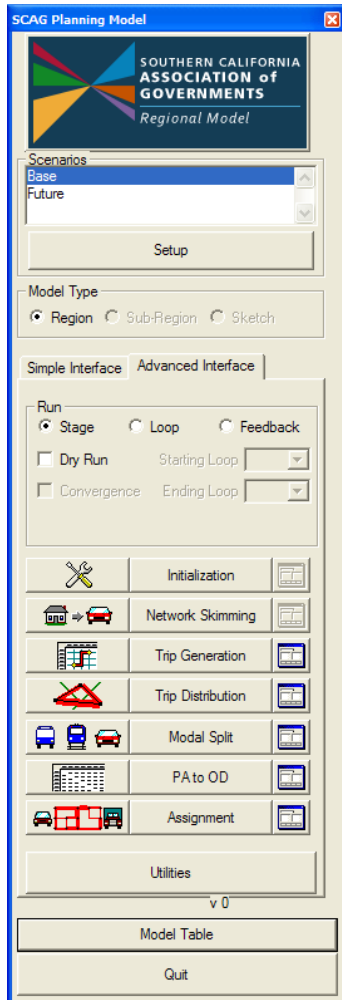 SCAG Planning Model
SOUTHERN CALIFORNIA
ASSOCIATION of
GOVERNMENTS
Regional Model
Scenarios
Base
Future
Setup
Model Type
Region Sub-Region Sketch
Simple Interface Advanced Interface
Run
Stage Loop Feedback
Dry Run Starting Loop
Convergence Ending Loop
Initialization
Network Skimming
Trip Generation
Trip Distribution
Modal Split
PA to OD
Assignment
Utilities
v 0
Model Table
Quit